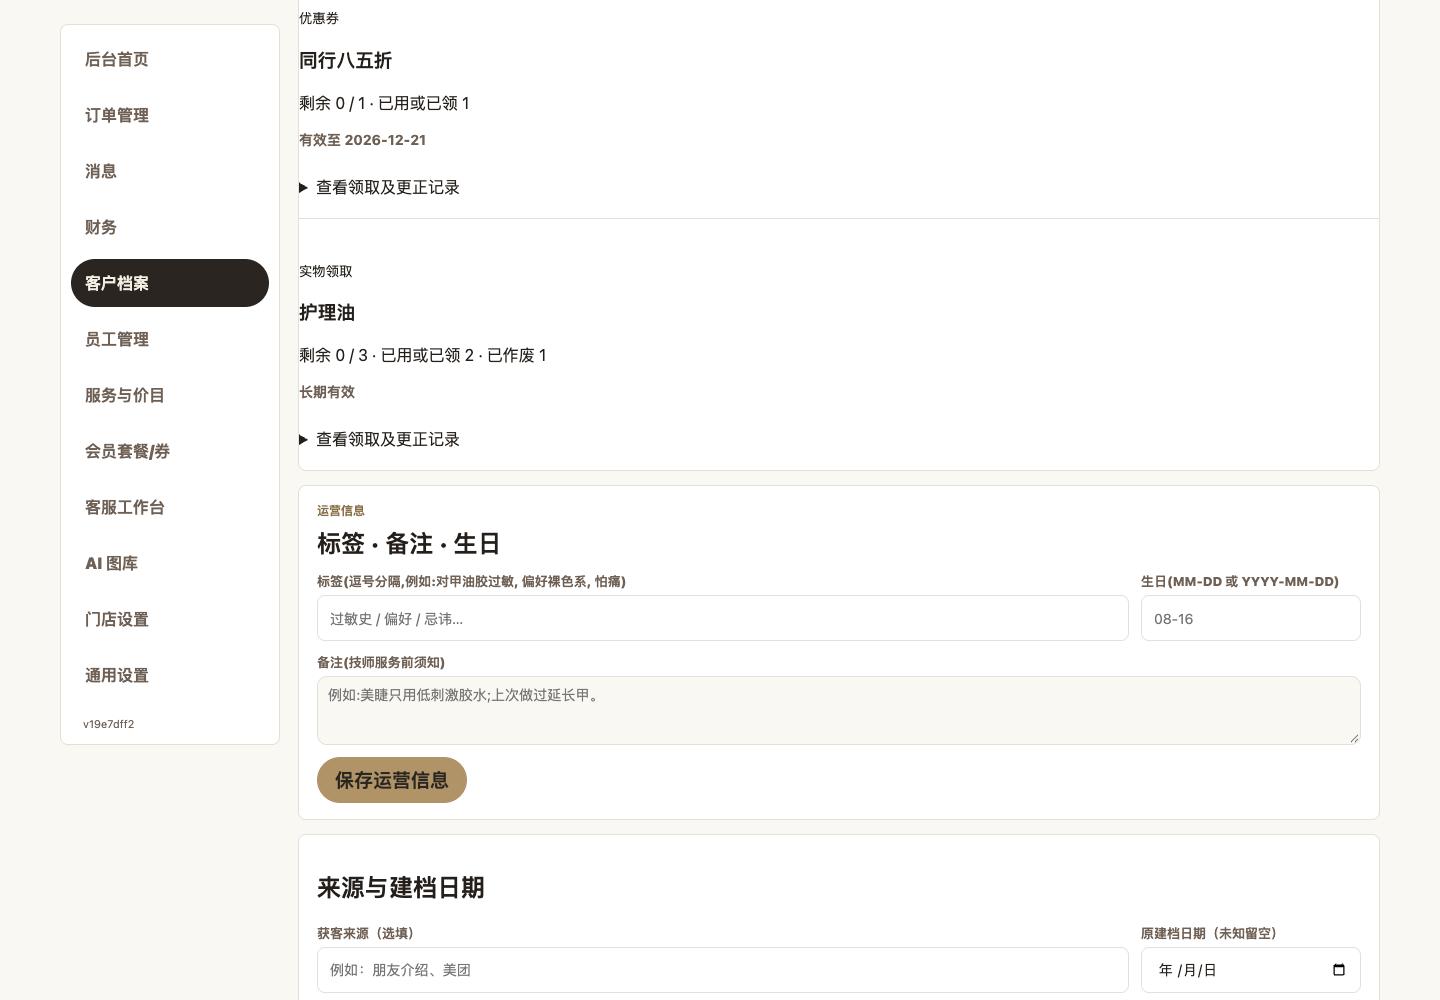 后台首页
订单管理
消息
财务
客户档案
员工管理
服务与价目
会员套餐/券
客服工作台
AI 图库
门店设置
通用设置
v19e7dff2
优惠券
同行八五折
剩余 0 / 1 · 已用或已领 1
有效至 2026-12-21
查看领取及更正记录
实物领取
护理油
剩余 0 / 3 · 已用或已领 2 · 已作废 1
长期有效
查看领取及更正记录
运营信息
标签 · 备注 · 生日
标签(逗号分隔,例如:对甲油胶过敏, 偏好裸色系, 怕痛)
过敏史 / 偏好 / 忌讳...
生日(MM-DD 或 YYYY-MM-DD)
08-16
备注(技师服务前须知)
例如:美睫只用低刺激胶水;上次做过延长甲。
保存运营信息
来源与建档日期
获客来源（选填）
例如：朋友介绍、美团
原建档日期（未知留空）
年 /月/日